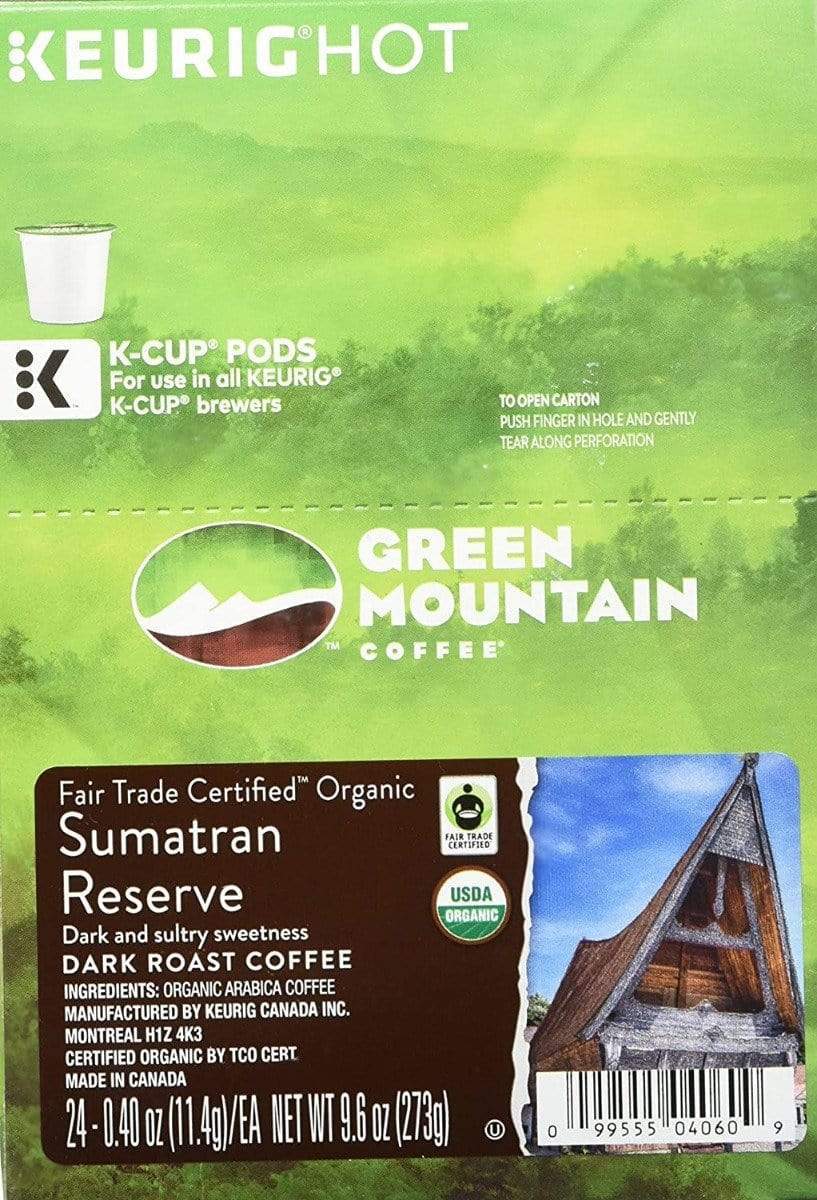 KEURIG® HOT
K-CUP® PODS
For use in all KEURIG®
K-CUP® brewers
TO OPEN CARTON
PUSH FINGER IN HOLE AND GENTLY
TEAR ALONG PERFORATION
K™
GREEN
MOUNTAIN
COFFEE®
™
Fair Trade Certified™ Organic
Sumatran
Reserve
Dark and sultry sweetness
DARK ROAST COFFEE
INGREDIENTS: ORGANIC ARABICA COFFEE
MANUFACTURED BY KEURIG CANADA INC.
MONTREAL H1Z 4K3
CERTIFIED ORGANIC BY TCO CERT
MADE IN CANADA
24 - 0.40 oz (11.4g)/EA NET WT 9.6 oz (273g)
U
FAIR TRADE
CERTIFIED
USDA
ORGANIC
0 99555 04060 9